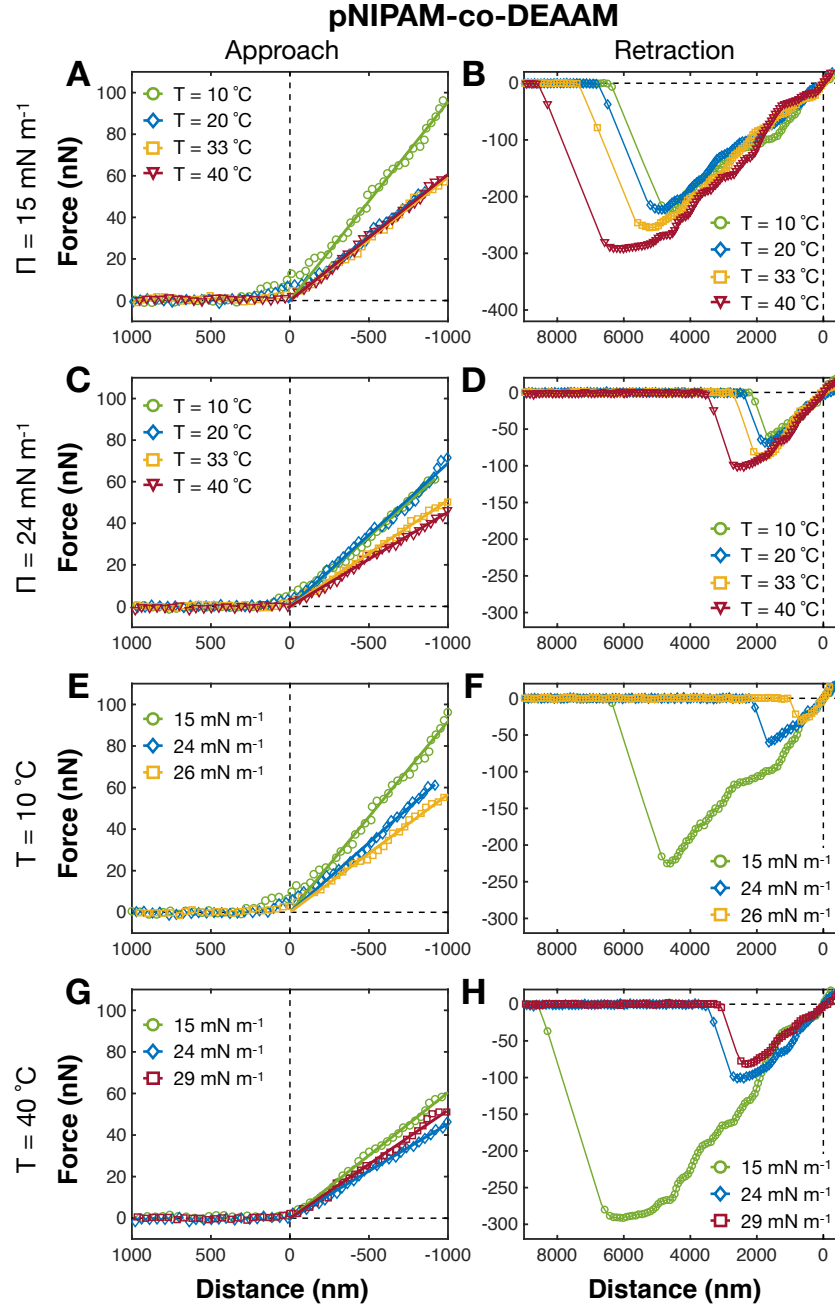 pNIPAM-co-DEAAM
Approach
Retraction
Π = 15 mN m⁻¹
A
Force (nN)
100
80
60
40
20
0
1000
500
0
-500
-1000
T = 10 °C
T = 20 °C
T = 33 °C
T = 40 °C
B
0
-100
-200
-300
-400
8000
6000
4000
2000
0
T = 10 °C
T = 20 °C
T = 33 °C
T = 40 °C
Π = 24 mN m⁻¹
C
Force (nN)
100
80
60
40
20
0
1000
500
0
-500
-1000
T = 10 °C
T = 20 °C
T = 33 °C
T = 40 °C
D
0
-50
-100
-150
-200
-250
-300
8000
6000
4000
2000
0
T = 10 °C
T = 20 °C
T = 33 °C
T = 40 °C
T = 10 °C
E
Force (nN)
100
80
60
40
20
0
1000
500
0
-500
-1000
15 mN m⁻¹
24 mN m⁻¹
26 mN m⁻¹
F
0
-50
-100
-150
-200
-250
-300
8000
6000
4000
2000
0
15 mN m⁻¹
24 mN m⁻¹
26 mN m⁻¹
T = 40 °C
G
Force (nN)
100
80
60
40
20
0
1000
500
0
-500
-1000
15 mN m⁻¹
24 mN m⁻¹
29 mN m⁻¹
Distance (nm)
H
0
-50
-100
-150
-200
-250
-300
8000
6000
4000
2000
0
15 mN m⁻¹
24 mN m⁻¹
29 mN m⁻¹
Distance (nm)